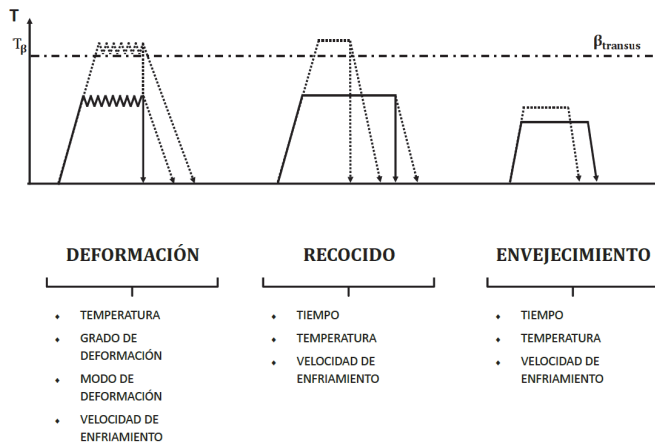 T
Tβ
βtransus
DEFORMACIÓN
RECOCIDO
ENVEJECIMIENTO
TEMPERATURA
GRADO DE
DEFORMACIÓN
MODO DE
DEFORMACIÓN
VELOCIDAD DE
ENFRIAMIENTO
TIEMPO
TEMPERATURA
VELOCIDAD DE
ENFRIAMIENTO
TIEMPO
TEMPERATURA
VELOCIDAD DE
ENFRIAMIENTO